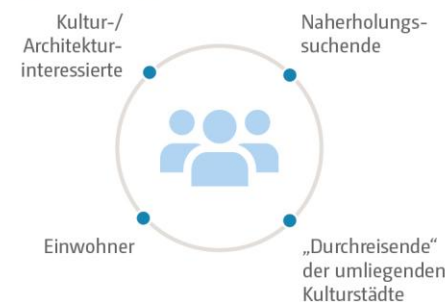 Kultur-/
Architektur-
interessierte
Naherholungs-
suchende
Einwohner
„Durchreisende“
der umliegenden
Kulturstädte